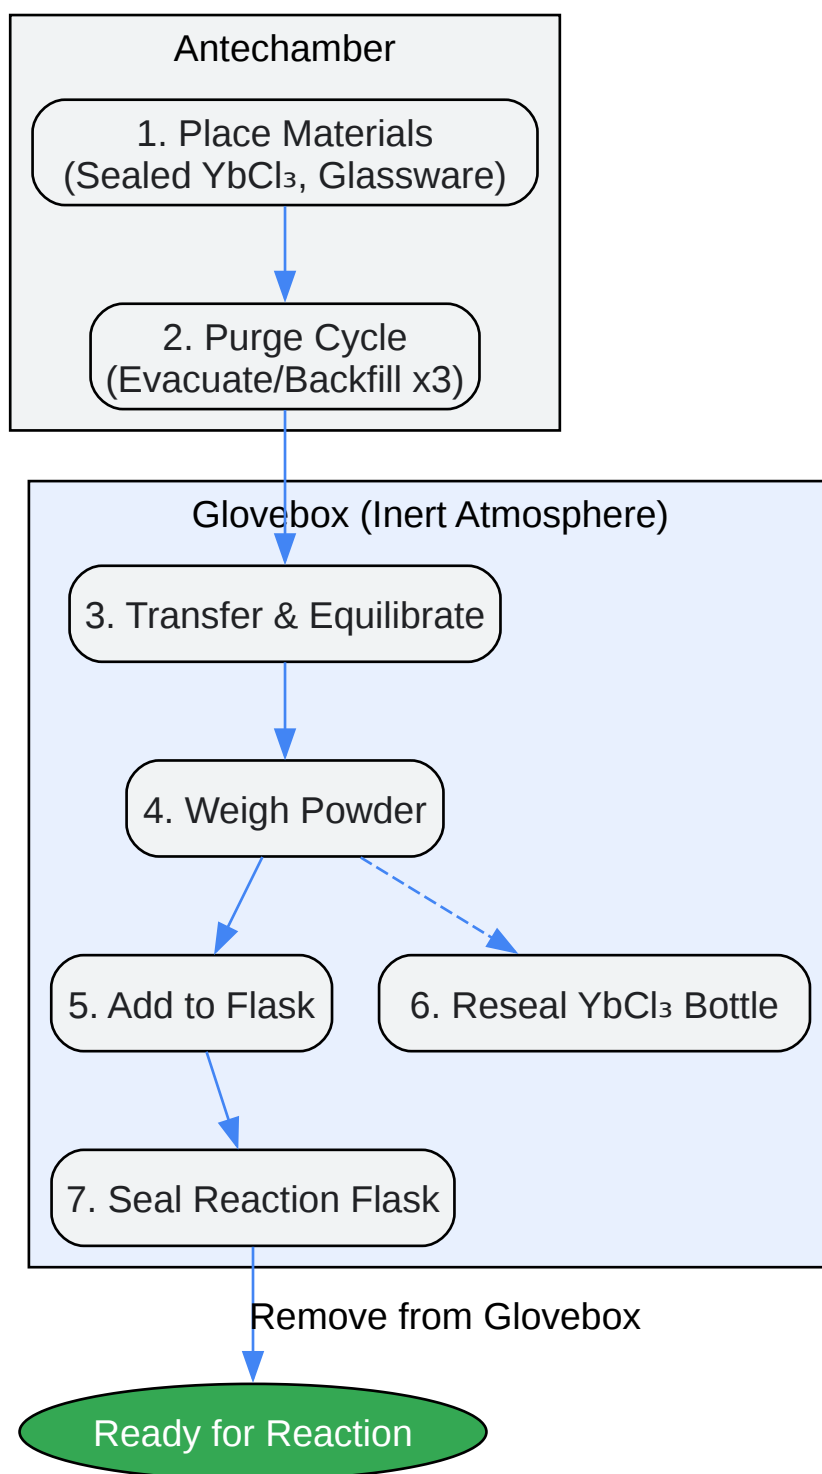 Antechamber
1. Place Materials
(Sealed YbCl₃, Glassware)
2. Purge Cycle
(Evacuate/Backfill x3)
Glovebox (Inert Atmosphere)
3. Transfer & Equilibrate
4. Weigh Powder
5. Add to Flask
6. Reseal YbCl₃ Bottle
7. Seal Reaction Flask
Remove from Glovebox
Ready for Reaction